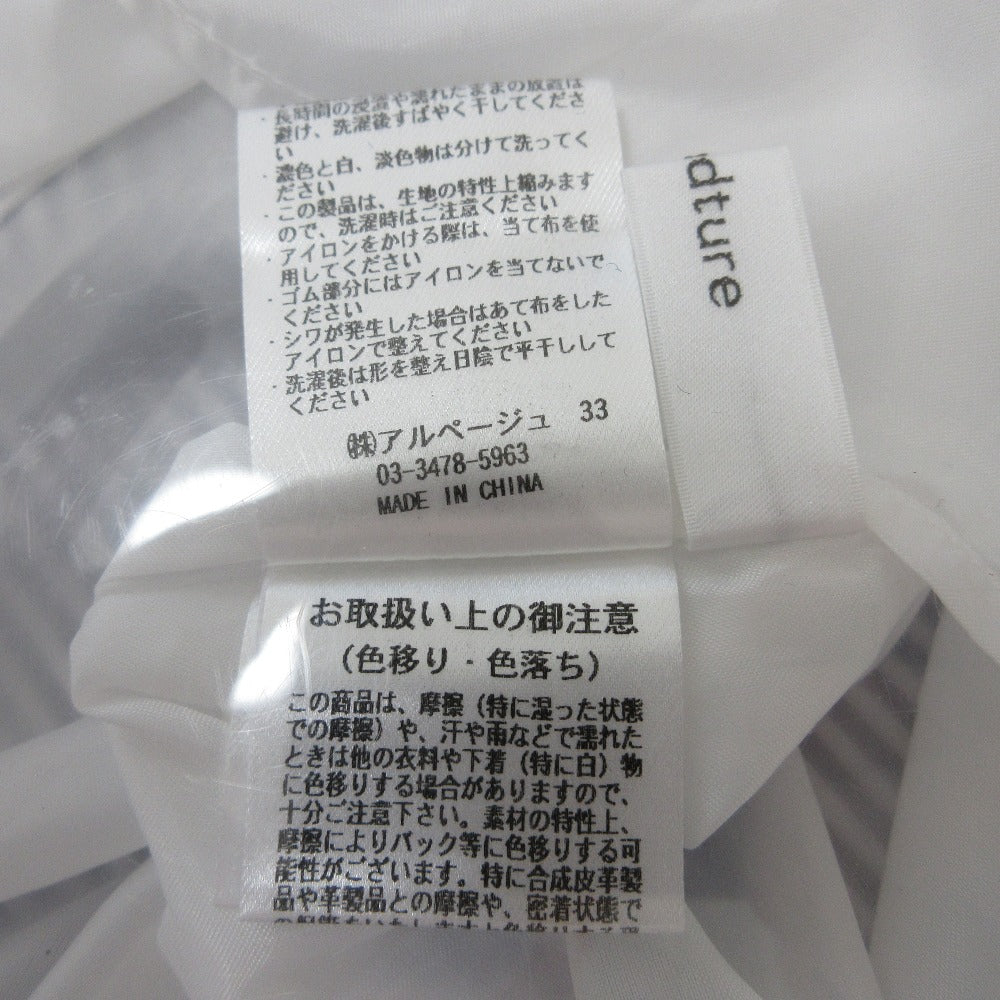 ・長時間の浸漬や濡れたままの放置は
避け、洗濯後すばやく干してくださ
い
・濃色と白、淡色物は分けて洗ってく
ださい
・この製品は、生地の特性上縮みます
ので、洗濯時はご注意ください
・アイロンをかける際は、当て布を使
用してください
・ゴム部分にはアイロンを当てないで
ください
・シワが発生した場合はあて布をした
アイロンで整えてください
・洗濯後は形を整え日陰で平干しして
ください
㈱アルページュ 33
03-3478-5963
MADE IN CHINA
dture
お取扱い上の御注意
(色移り・色落ち)
この商品は、摩擦(特に湿った状態
での摩擦)や、汗や雨などで濡れた
ときは他の衣料や下着(特に白)物
に色移りする場合がありますので、
十分ご注意下さい。素材の特性上、
摩擦によりバック等に色移りする可
能性がございます。特に合成皮革製
品や革製品との摩擦や、密着状態で